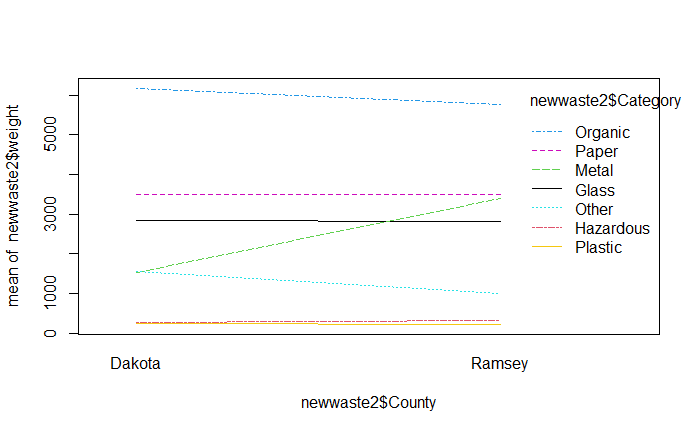 mean of newwaste2$weight
5000
3000
1000
0
Dakota
Ramsey
newwaste2$County
newwaste2$Category
Organic
Paper
Metal
Glass
Other
Hazardous
Plastic